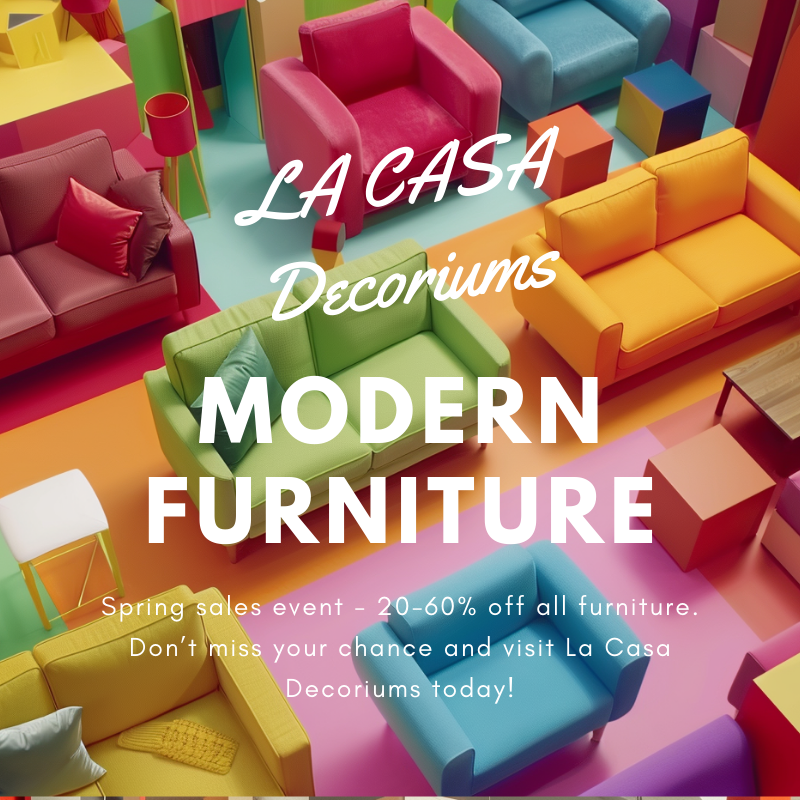 LA CASA
Decoriums
MODERN
FURNITURE
Spring sales event - 20-60% off all furniture.
Don't miss your chance and visit La Casa
Decoriums today!